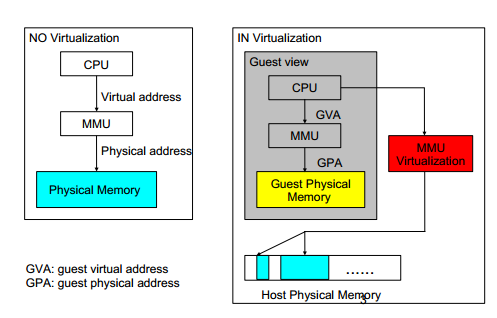 NO Virtualization
CPU
Virtual address
MMU
Physical address
Physical Memory
GVA: guest virtual address
GPA: guest physical address
IN Virtualization
Guest view
CPU
GVA
MMU
GPA
Guest Physical
Memory
MMU
Virtualization
......
Host Physical Memory
3